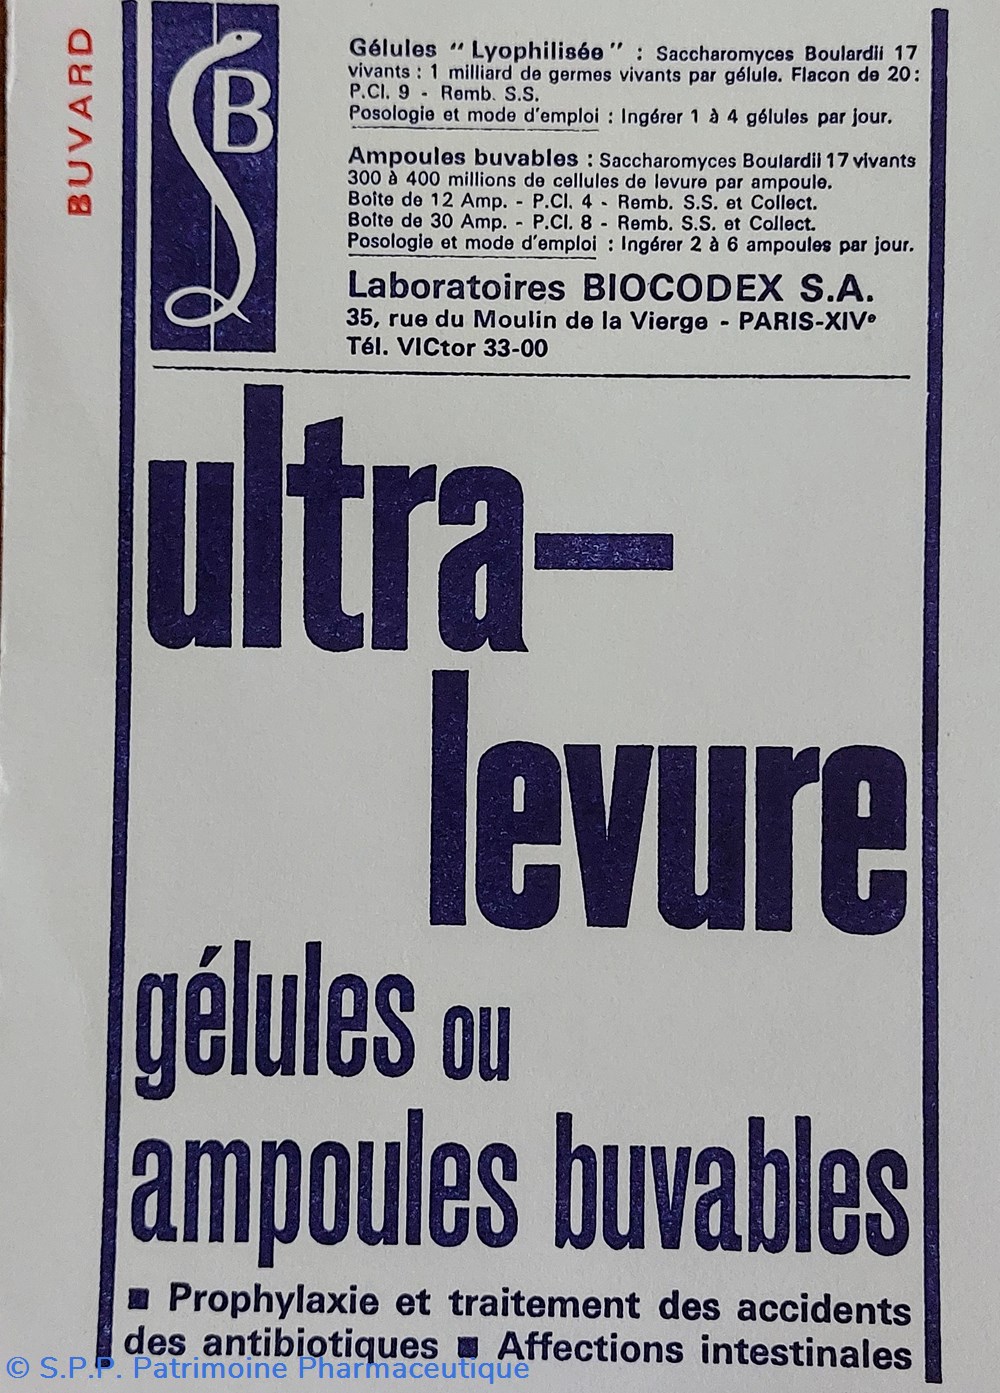 BUVARD
B
Gélules “Lyophilisée” : Saccharomyces Boulardii 17
vivants : 1 milliard de germes vivants par gélule. Flacon de 20 :
P.Cl. 9 - Remb. S.S.
Posologie et mode d'emploi : Ingérer 1 à 4 gélules par jour.
Ampoules buvables : Saccharomyces Boulardii 17 vivants
300 à 400 millions de cellules de levure par ampoule.
Boîte de 12 Amp. - P.Cl. 4 - Remb. S.S. et Collect.
Boîte de 30 Amp. - P.Cl. 8 - Remb. S.S. et Collect.
Posologie et mode d'emploi : Ingérer 2 à 6 ampoules par jour.
Laboratoires BIOCODEX S.A.
35, rue du Moulin de la Vierge - PARIS-XIVe
Tél. VICtor 33-00
ultra-
levure
gélules ou
ampoules buvables
■ Prophylaxie et traitement des accidents
des antibiotiques ■ Affections intestinales
© S.P.P. Patrimoine Pharmaceutique